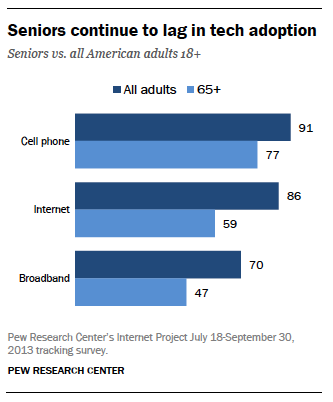 Seniors continue to lag in tech adoption
Seniors vs. all American adults 18+
All adults 65+
Cell phone 91
77
Internet 86
59
Broadband 70
47
Pew Research Center's Internet Project July 18-September 30,
2013 tracking survey.
PEW RESEARCH CENTER